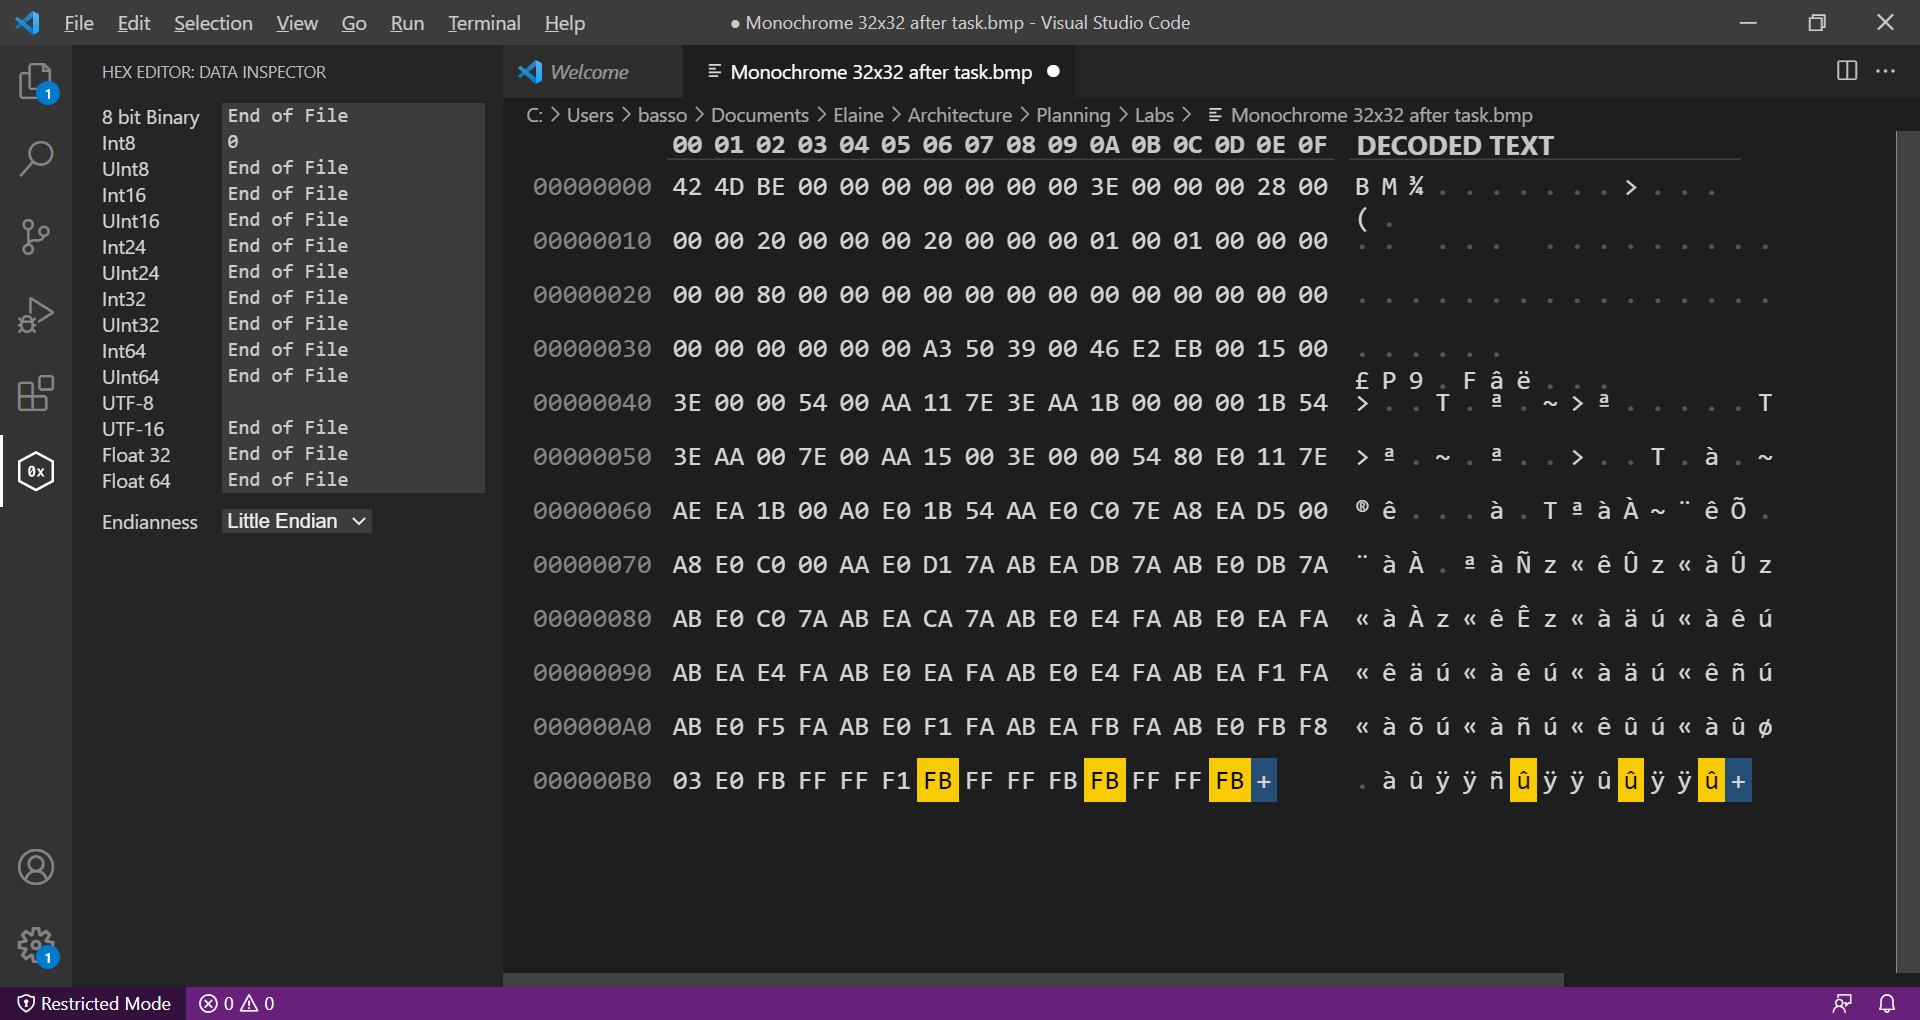 File Edit Selection View Go Run Terminal Help ● Monochrome 32x32 after task.bmp - Visual Studio Code
HEX EDITOR: DATA INSPECTOR
8 bit Binary End of File
Int8 0
UInt8 End of File
Int16 End of File
UInt16 End of File
Int24 End of File
UInt24 End of File
Int32 End of File
UInt32 End of File
Int64 End of File
UInt64 End of File
UTF-8
UTF-16 End of File
Float 32 End of File
Float 64 End of File
Endianness Little Endian
Welcome Monochrome 32x32 after task.bmp ●
C: > Users > basso > Documents > Elaine > Architecture > Planning > Labs > Monochrome 32x32 after task.bmp
00 01 02 03 04 05 06 07 08 09 0A 0B 0C 0D 0E 0F DECODED TEXT
00000000 42 4D BE 00 00 00 00 00 00 00 3E 00 00 00 28 00 B M ¾ . . . . . . . > . . .
( .
00000010 00 00 20 00 00 00 20 00 00 00 01 00 01 00 00 00 . . . . . . . . . . . . . .
00000020 00 00 80 00 00 00 00 00 00 00 00 00 00 00 00 00 . . . . . . . . . . . . . . . .
00000030 00 00 00 00 00 00 A3 50 39 00 46 E2 EB 00 15 00 . . . . . .
£ P 9 . F â ë . . .
00000040 3E 00 00 54 00 AA 11 7E 3E AA 1B 00 00 00 1B 54 > . . T . ª . ~ > ª . . . . . T
00000050 3E AA 00 7E 00 AA 15 00 3E 00 00 54 80 E0 11 7E > ª . ~ . ª . . > . . T . à . ~
00000060 AE EA 1B 00 A0 E0 1B 54 AA E0 C0 7E A8 EA D5 00 ® ê . . . à . T ª à À ~ ¨ ê Õ .
00000070 A8 E0 C0 00 AA E0 D1 7A AB EA DB 7A AB E0 DB 7A ¨ à À . ª à Ñ z « ê Û z « à Û z
00000080 AB E0 C0 7A AB EA CA 7A AB E0 E4 FA AB E0 EA FA « à À z « ê Ê z « à ä ú « à ê ú
00000090 AB EA E4 FA AB E0 EA FA AB E0 E4 FA AB EA F1 FA « ê ä ú « à ê ú « à ä ú « ê ñ ú
000000A0 AB E0 F5 FA AB E0 F1 FA AB EA FB FA AB E0 FB F8 « à õ ú « à ñ ú « ê û ú « à û ø
000000B0 03 E0 FB FF FF F1 FB FF FF FB FB FF FF FB + . à û ÿ ÿ ñ û ÿ ÿ û û ÿ ÿ û +
1
1
0x
Restricted Mode 0 0